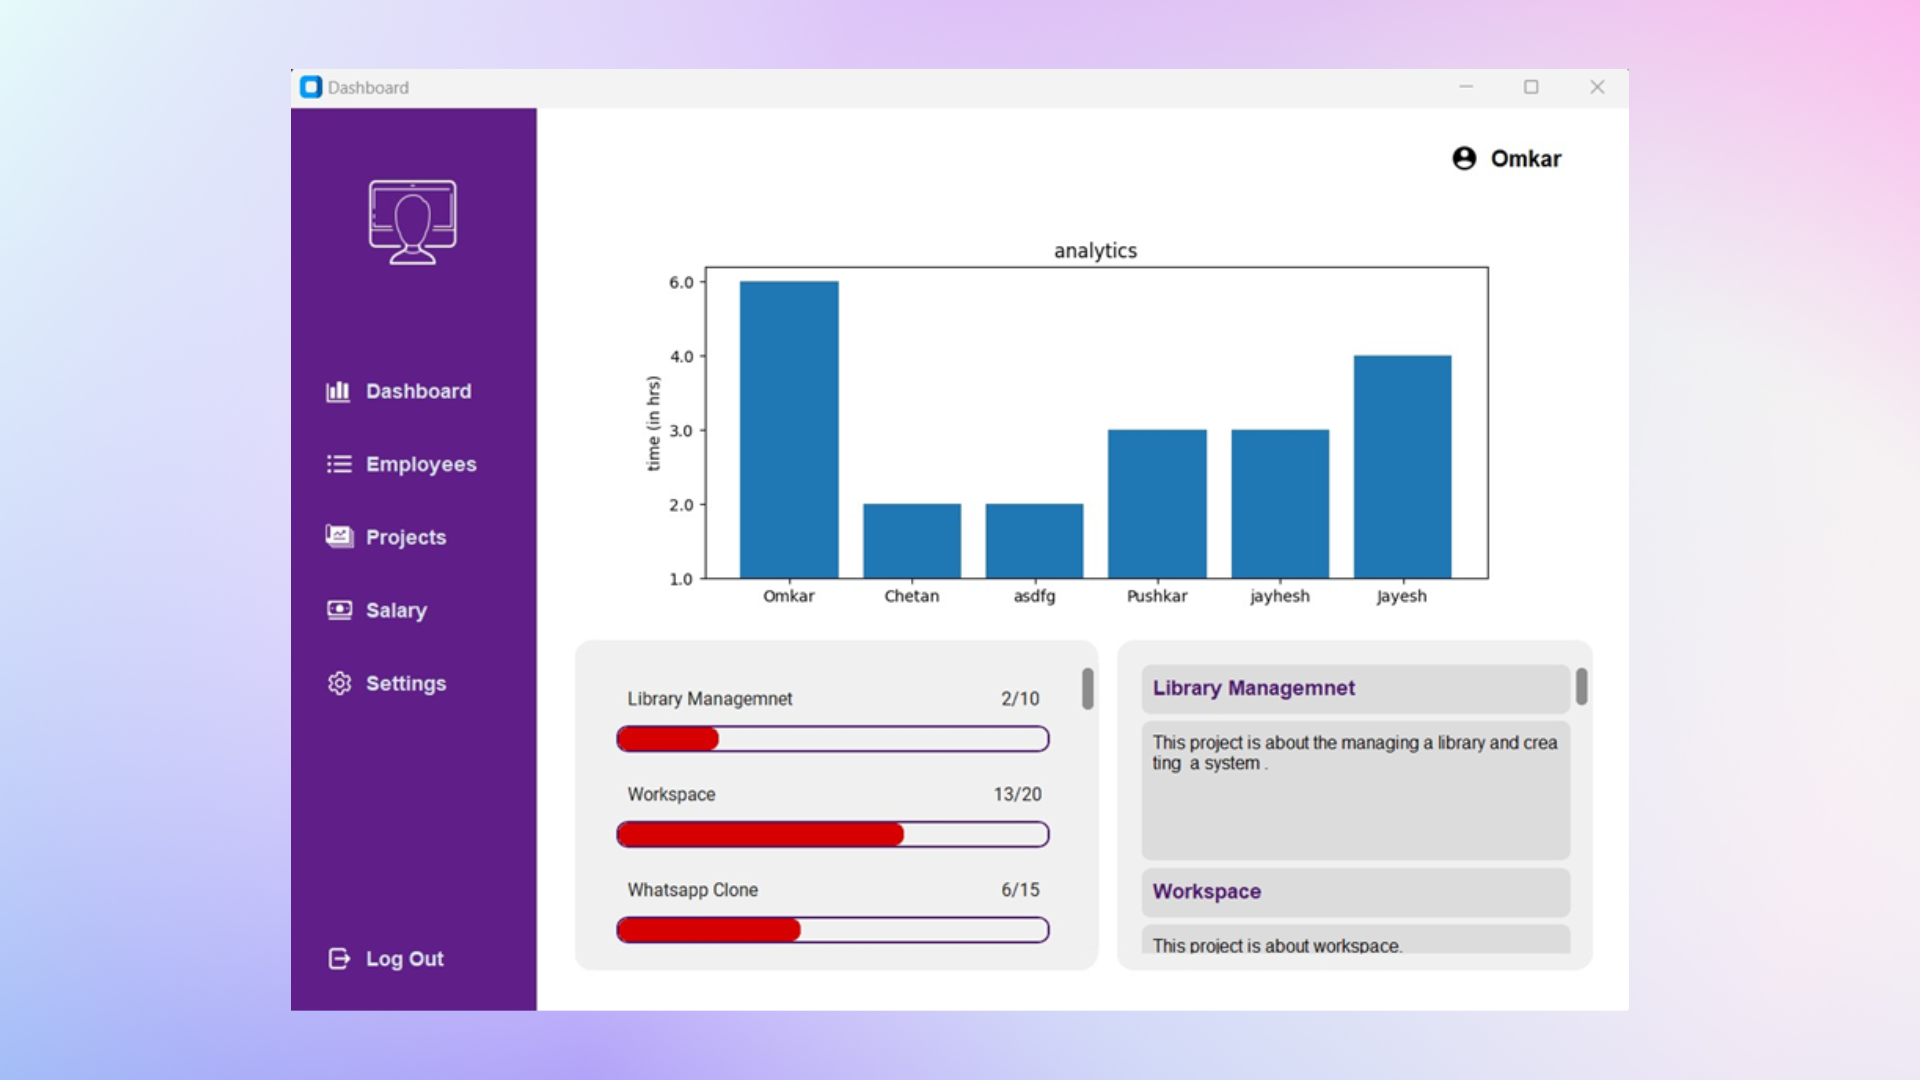 Dashboard
Omkar
Dashboard
Employees
Projects
Salary
Settings
Log Out
analytics
time (in hrs)
6.0
4.0
3.0
2.0
1.0
Omkar Chetan asdfg Pushkar jayhesh Jayesh
Library Managemnet 2/10
Workspace 13/20
Whatsapp Clone 6/15
Library Managemnet
This project is about the managing a library and crea
ting a system .
Workspace
This project is about workspace.